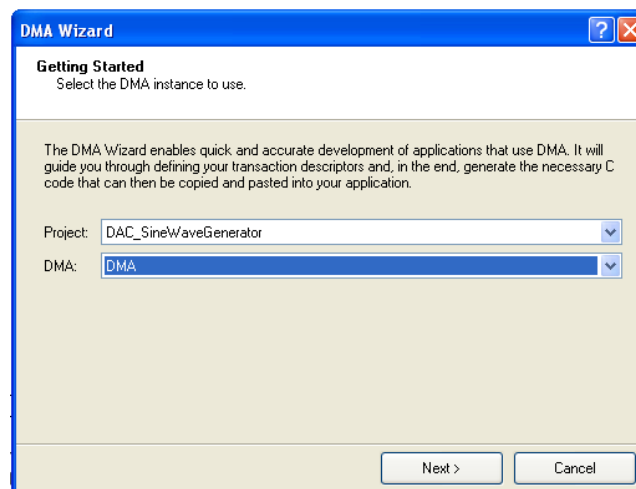 DMA Wizard
Getting Started
Select the DMA instance to use.
The DMA Wizard enables quick and accurate development of applications that use DMA. It will
guide you through defining your transaction descriptors and, in the end, generate the necessary C
code that can then be copied and pasted into your application.
Project: DAC_SineWaveGenerator
DMA: DMA
Next > Cancel